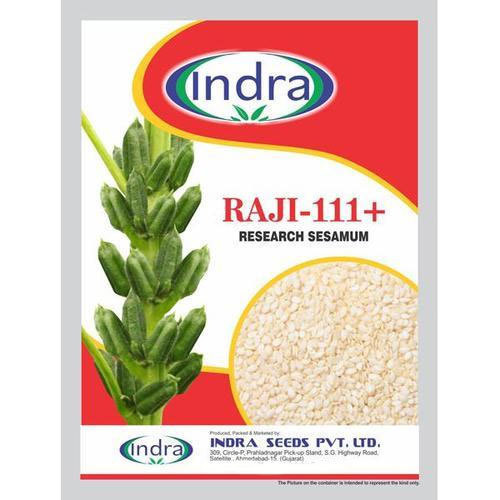 Indra
RAJI-111+
RESEARCH SESAMUM
Produced, Packed & Marketed by:
INDRA SEEDS PVT. LTD.
309, Circle-P, Prahladnagar Pick-up Stand, S.G. Highway Road,
Satellite, Ahmedabad-15. (Gujarat)
Indra
The Picture on the container is intended to represent the kind only.